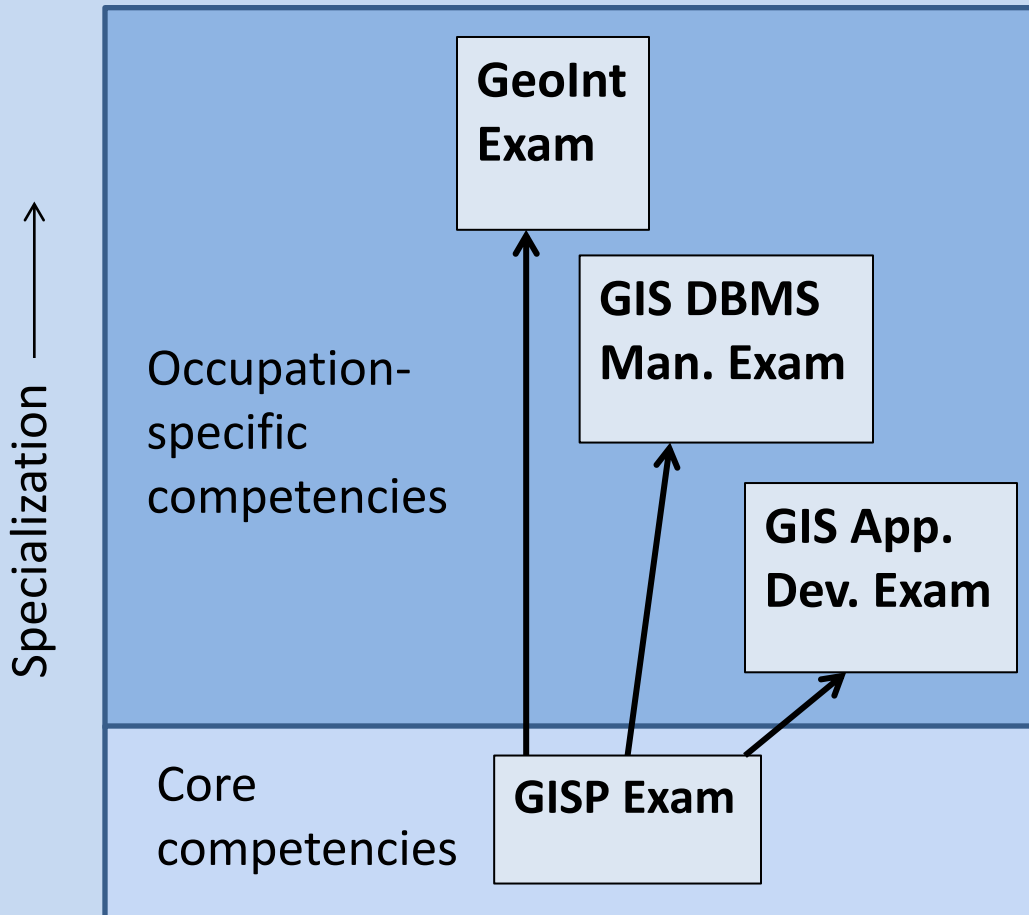 Specialization
GeoInt
Exam
GIS DBMS
Man. Exam
Occupation-
specific
competencies
GIS App.
Dev. Exam
Core
competencies
GISP Exam